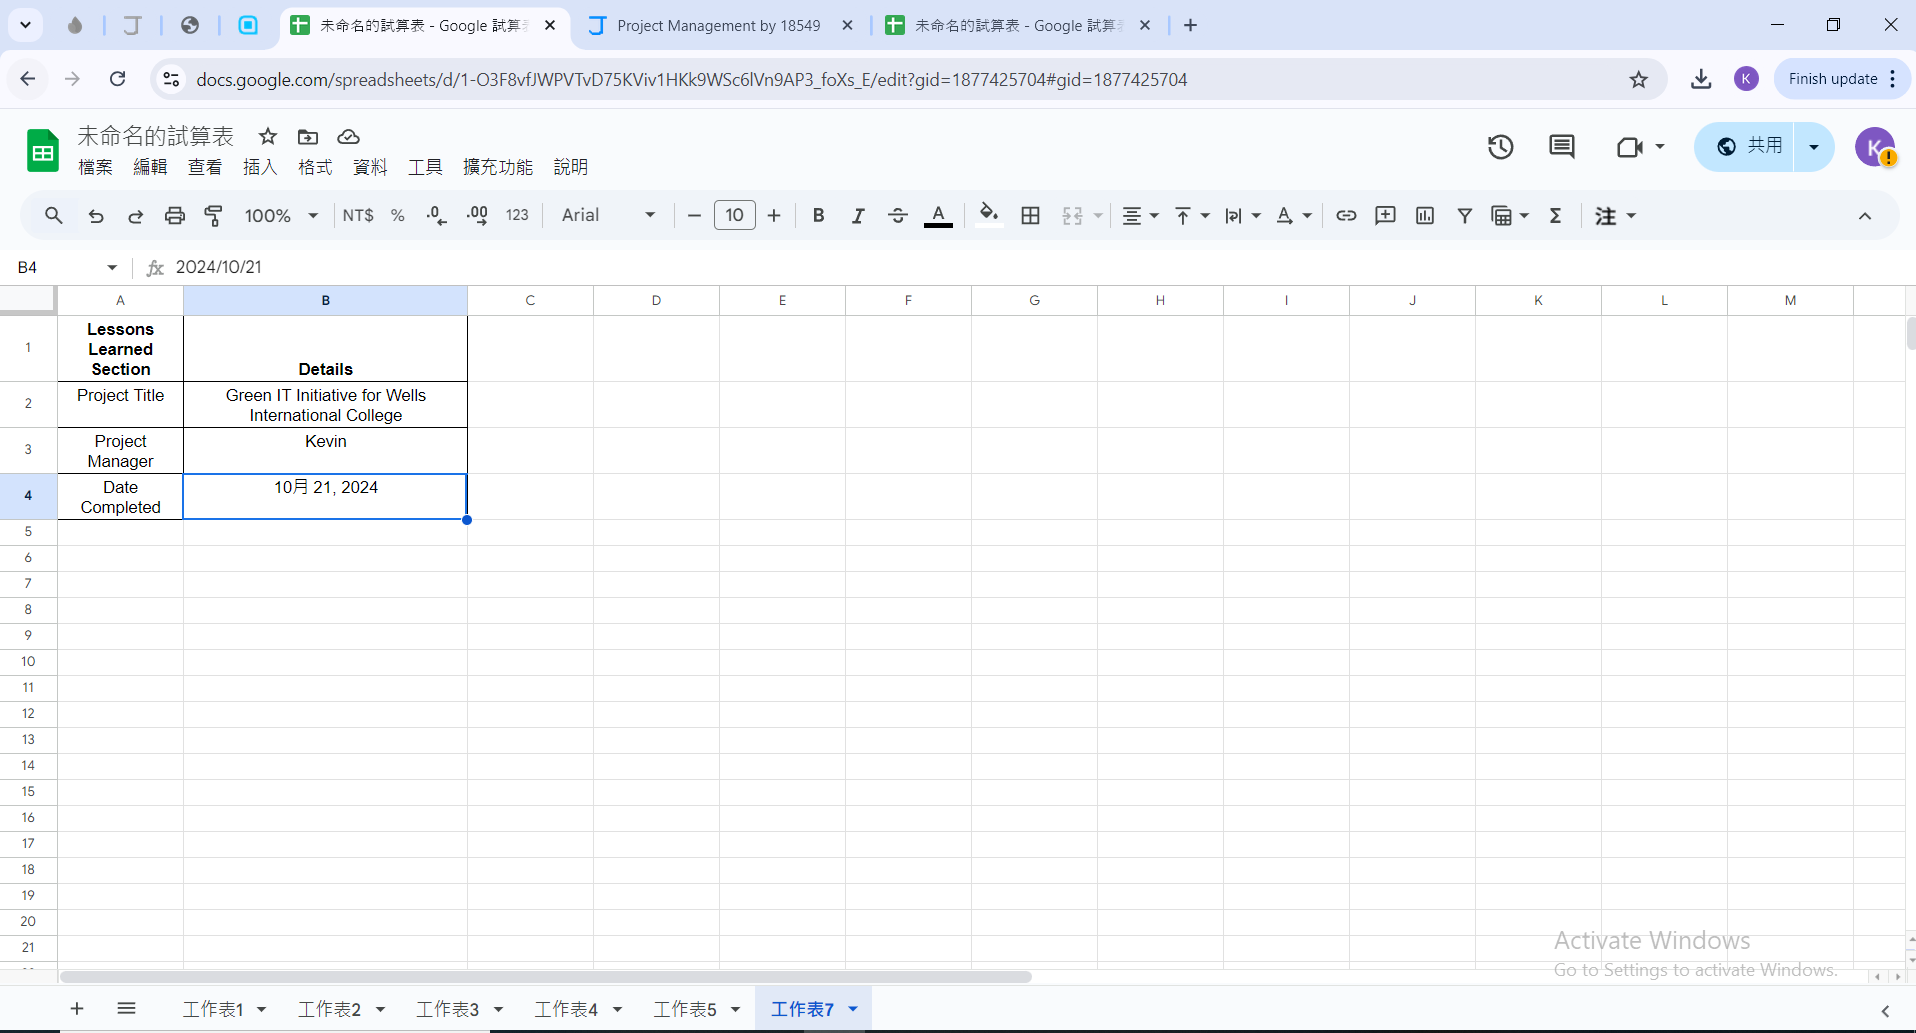 未命名的試算表 - Google 試算
Project Management by 18549
未命名的試算表 - Google 試算
docs.google.com/spreadsheets/d/1-O3F8vfJWPVTvD75KViv1HKk9WSc6lVn9AP3_foXs_E/edit?gid=1877425704#gid=1877425704
K
Finish update
未命名的試算表
檔案 編輯 查看 插入 格式 資料 工具 擴充功能 說明
共用
K
100% NT$ % .0 .00 123 Arial 10 B I S A 注
B4 fx 2024/10/21
A B C D E F G H I J K L M
1 Lessons Learned Section Details
2 Project Title Green IT Initiative for Wells International College
3 Project Manager Kevin
4 Date Completed 10月 21, 2024
5
6
7
8
9
10
11
12
13
14
15
16
17
18
19
20
21
Activate Windows
Go to Settings to activate Windows.
工作表1 工作表2 工作表3 工作表4 工作表5 工作表7